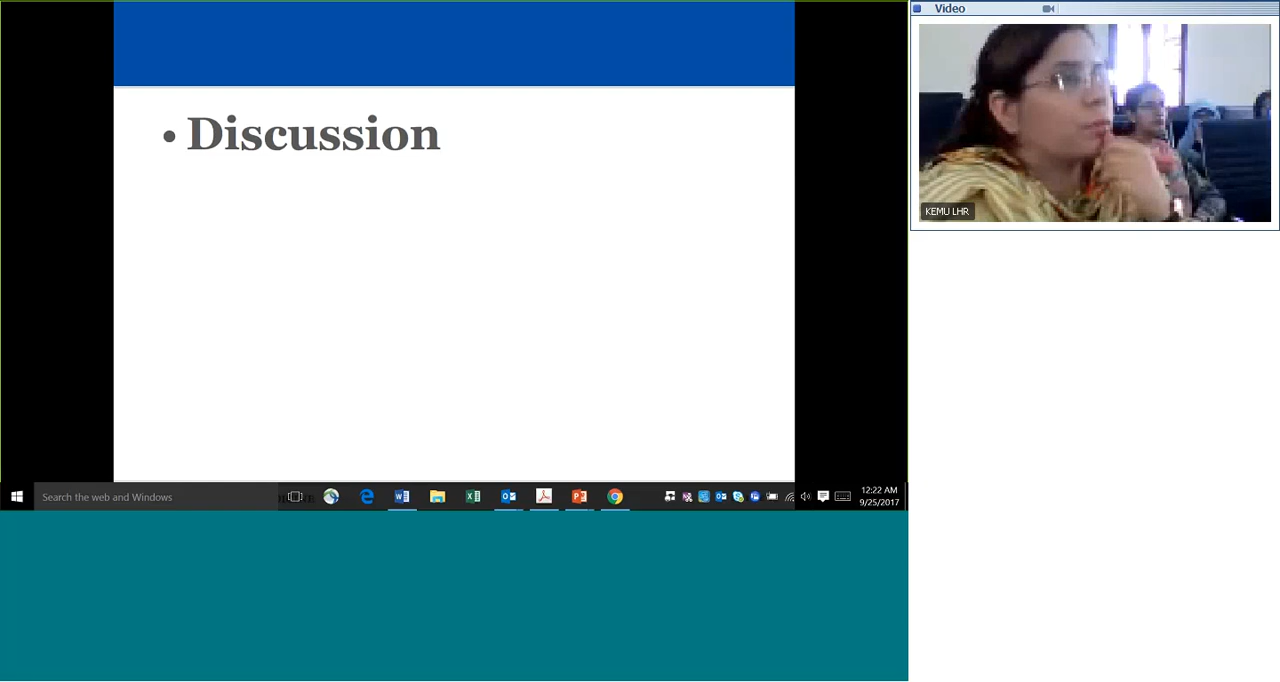 Video
• Discussion
KEMU LHR
Search the web and Windows
12:22 AM
9/25/2017